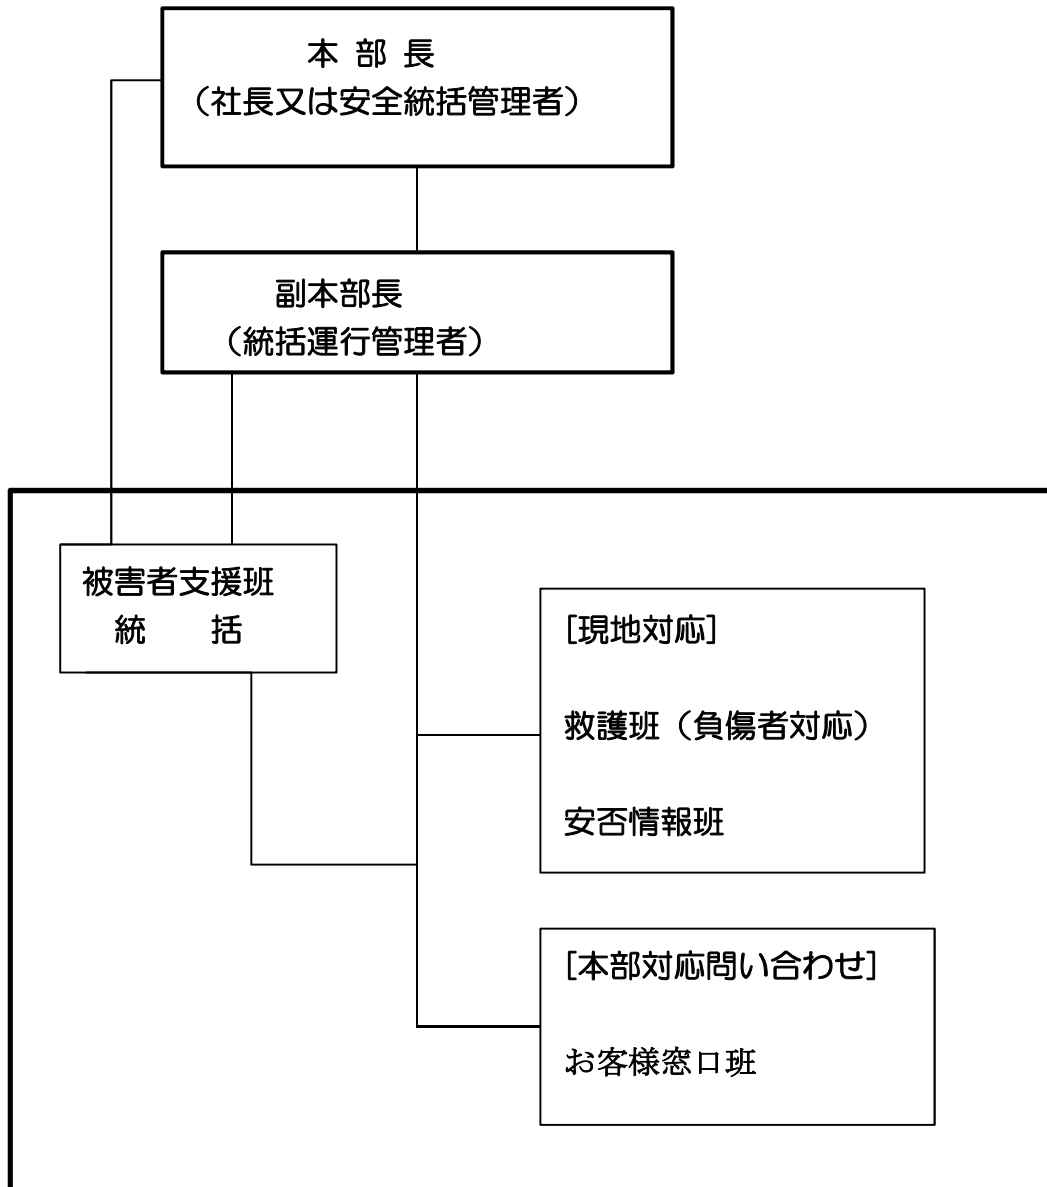 本 部 長
（社長又は安全統括管理者）
副本部長
（統括運行管理者）
被害者支援班
統　　括
[現地対応]
救護班（負傷者対応）
安否情報班
[本部対応問い合わせ]
お客様窓口班